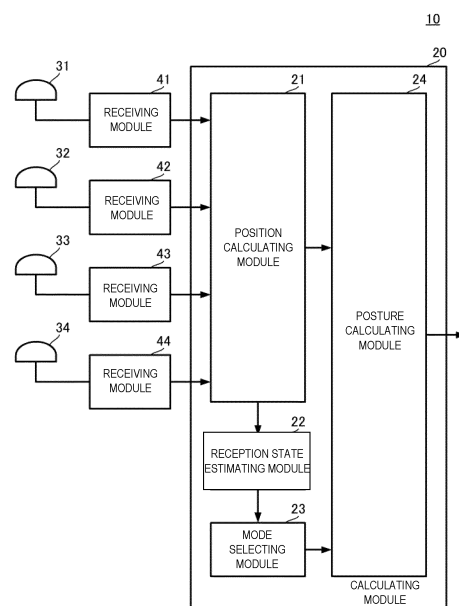 10
20
31
41
21
24
RECEIVING
MODULE
32
42
RECEIVING
MODULE
33
43
POSITION
CALCULATING
MODULE
RECEIVING
MODULE
34
44
POSTURE
CALCULATING
MODULE
RECEIVING
MODULE
22
RECEPTION STATE
ESTIMATING MODULE
23
MODE
SELECTING
MODULE
CALCULATING
MODULE